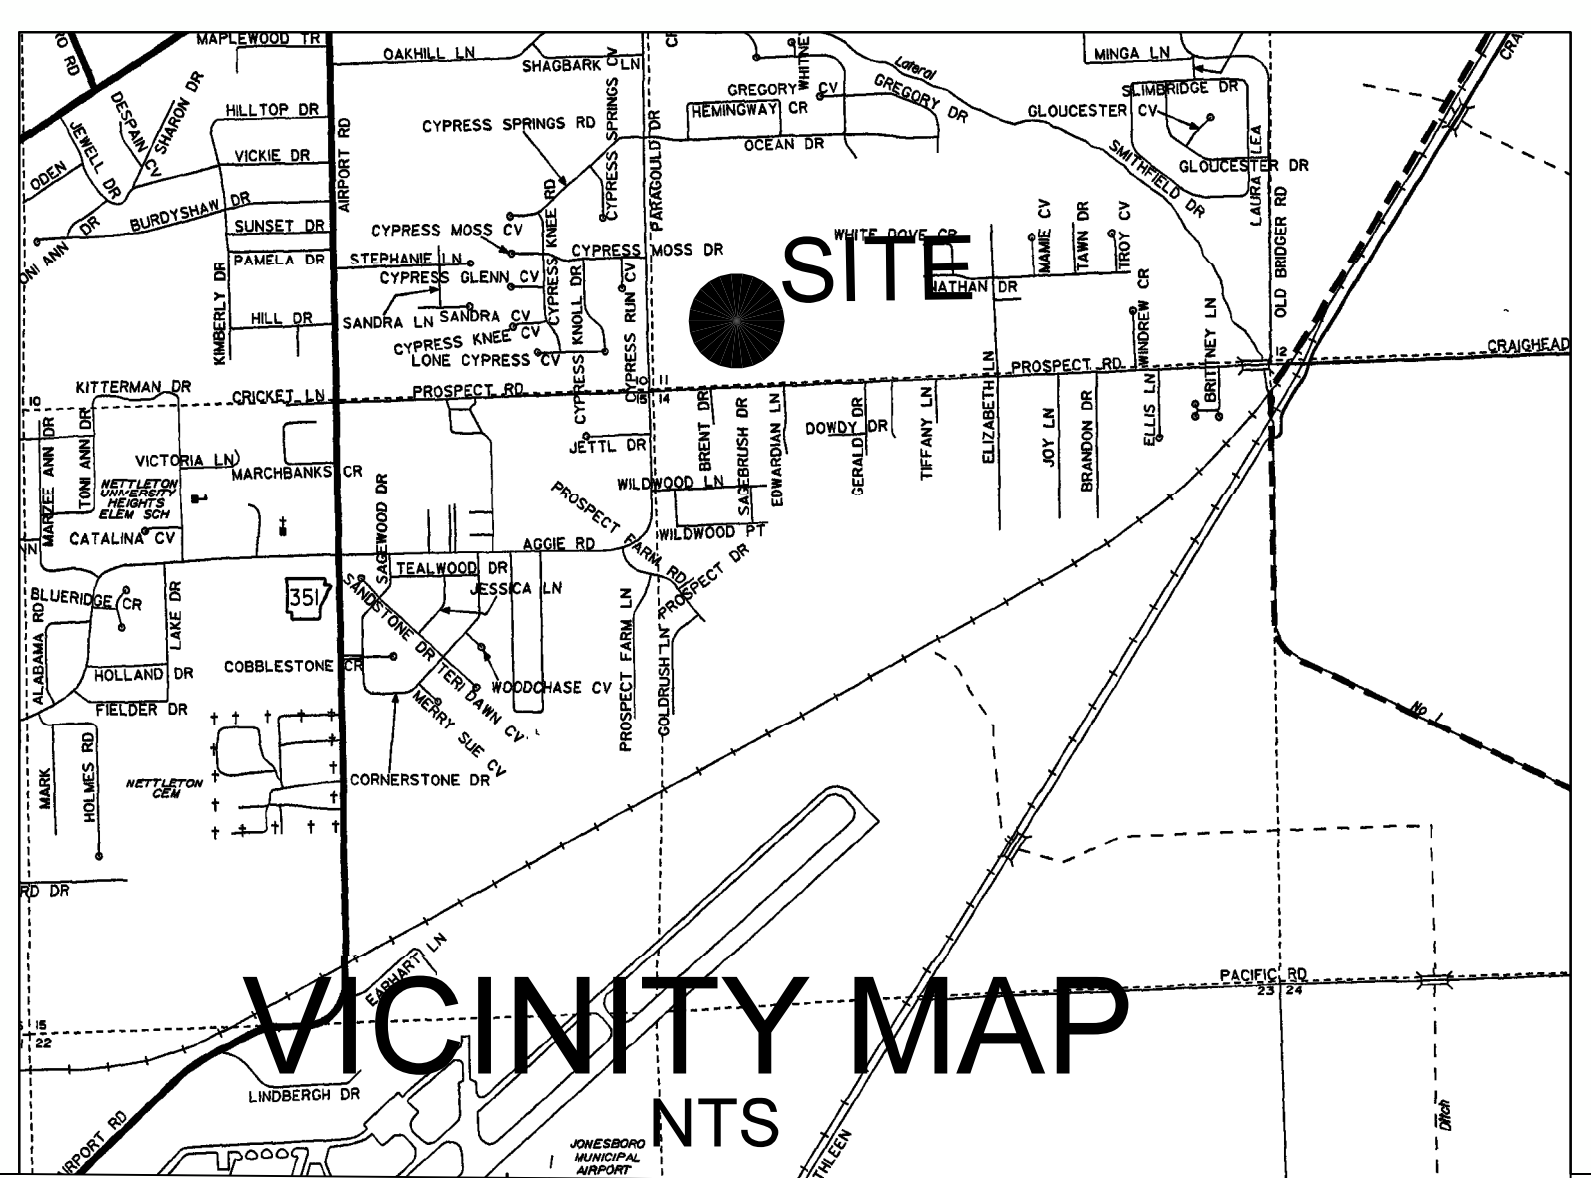 MAPLEWOOD TR
OAKHILL LN
SHAGBARK LN
MINGA LN
RO RD
SHARON DR
DESPAIN CV
JEWELL DR
ODEN
HILLTOP DR
VICKIE DR
BURDYSHAW DR
SUNSET DR
PAMELA DR
HILL DR
KIMBERLY DR
AIRPORT RD
CYPRESS SPRINGS RD
CYPRESS SPRINGS CV
PARAGOULD DR
GREGORY CV
HEMINGWAY CR
OCEAN DR
Lateral
GREGORY DR
SLIMBRIDGE DR
GLOUCESTER CV
GLOUCESTER DR
SMITHFIELD DR
LAURA LEA
OLD BRIDGER RD
CYPRESS MOSS CV
CYPRESS MOSS DR
CYPRESS KNEE RD
STEPHANIE LN
CYPRESS GLENN CV
SANDRA LN
SANDRA CV
CYPRESS KNEE CV
LONE CYPRESS CV
CYPRESS KNOLL DR
CYPRESS RUN CV
WHITE DOVE CR
SITE
NATHAN DR
MAMIE CV
TAWN DR
TROY CV
WINDREW CR
BRITTNEY LN
CRAIGHEAD
12
10
KITTERMAN DR
CRICKET LN
PROSPECT RD
PROSPECT RD
10 11
15 14
JETTL DR
BRENT DR
SAGEBRUSH DR
EDWARDIAN LN
DOWDY DR
GERALD DR
TIFFANY LN
ELIZABETH LN
JOY LN
BRANDON DR
ELLIS LN
MARZEE ANN DR
TONI ANN DR
VICTORIA LN
MARCHBANKS CR
NETTLETON
UNIVERSITY
HEIGHTS
ELEM SCH
CATALINA CV
WILDWOOD LN
WILDWOOD PT
PROSPECT FARM RD
PROSPECT DR
AGGIE RD
SAGEWOOD DR
TEALWOOD DR
JESSICA LN
SANDSTONE DR
351
BLUERIDGE CR
LAKE DR
ALABAMA RD
HOLLAND DR
FIELDER DR
COBBLESTONE CR
WOODCHASE CV
TERI DAWN CV
MERRY SUE CV
CORNERSTONE DR
PROSPECT FARM LN
GOLDRUSH LN
MARK
HOLMES RD
NETTLETON
CEM
No 1
RD DR
EARHART LN
PACIFIC RD
23 24
VICINITY MAP
15
22
LINDBERGH DR
NTS
JONESBORO
MUNICIPAL
AIRPORT
Ditch